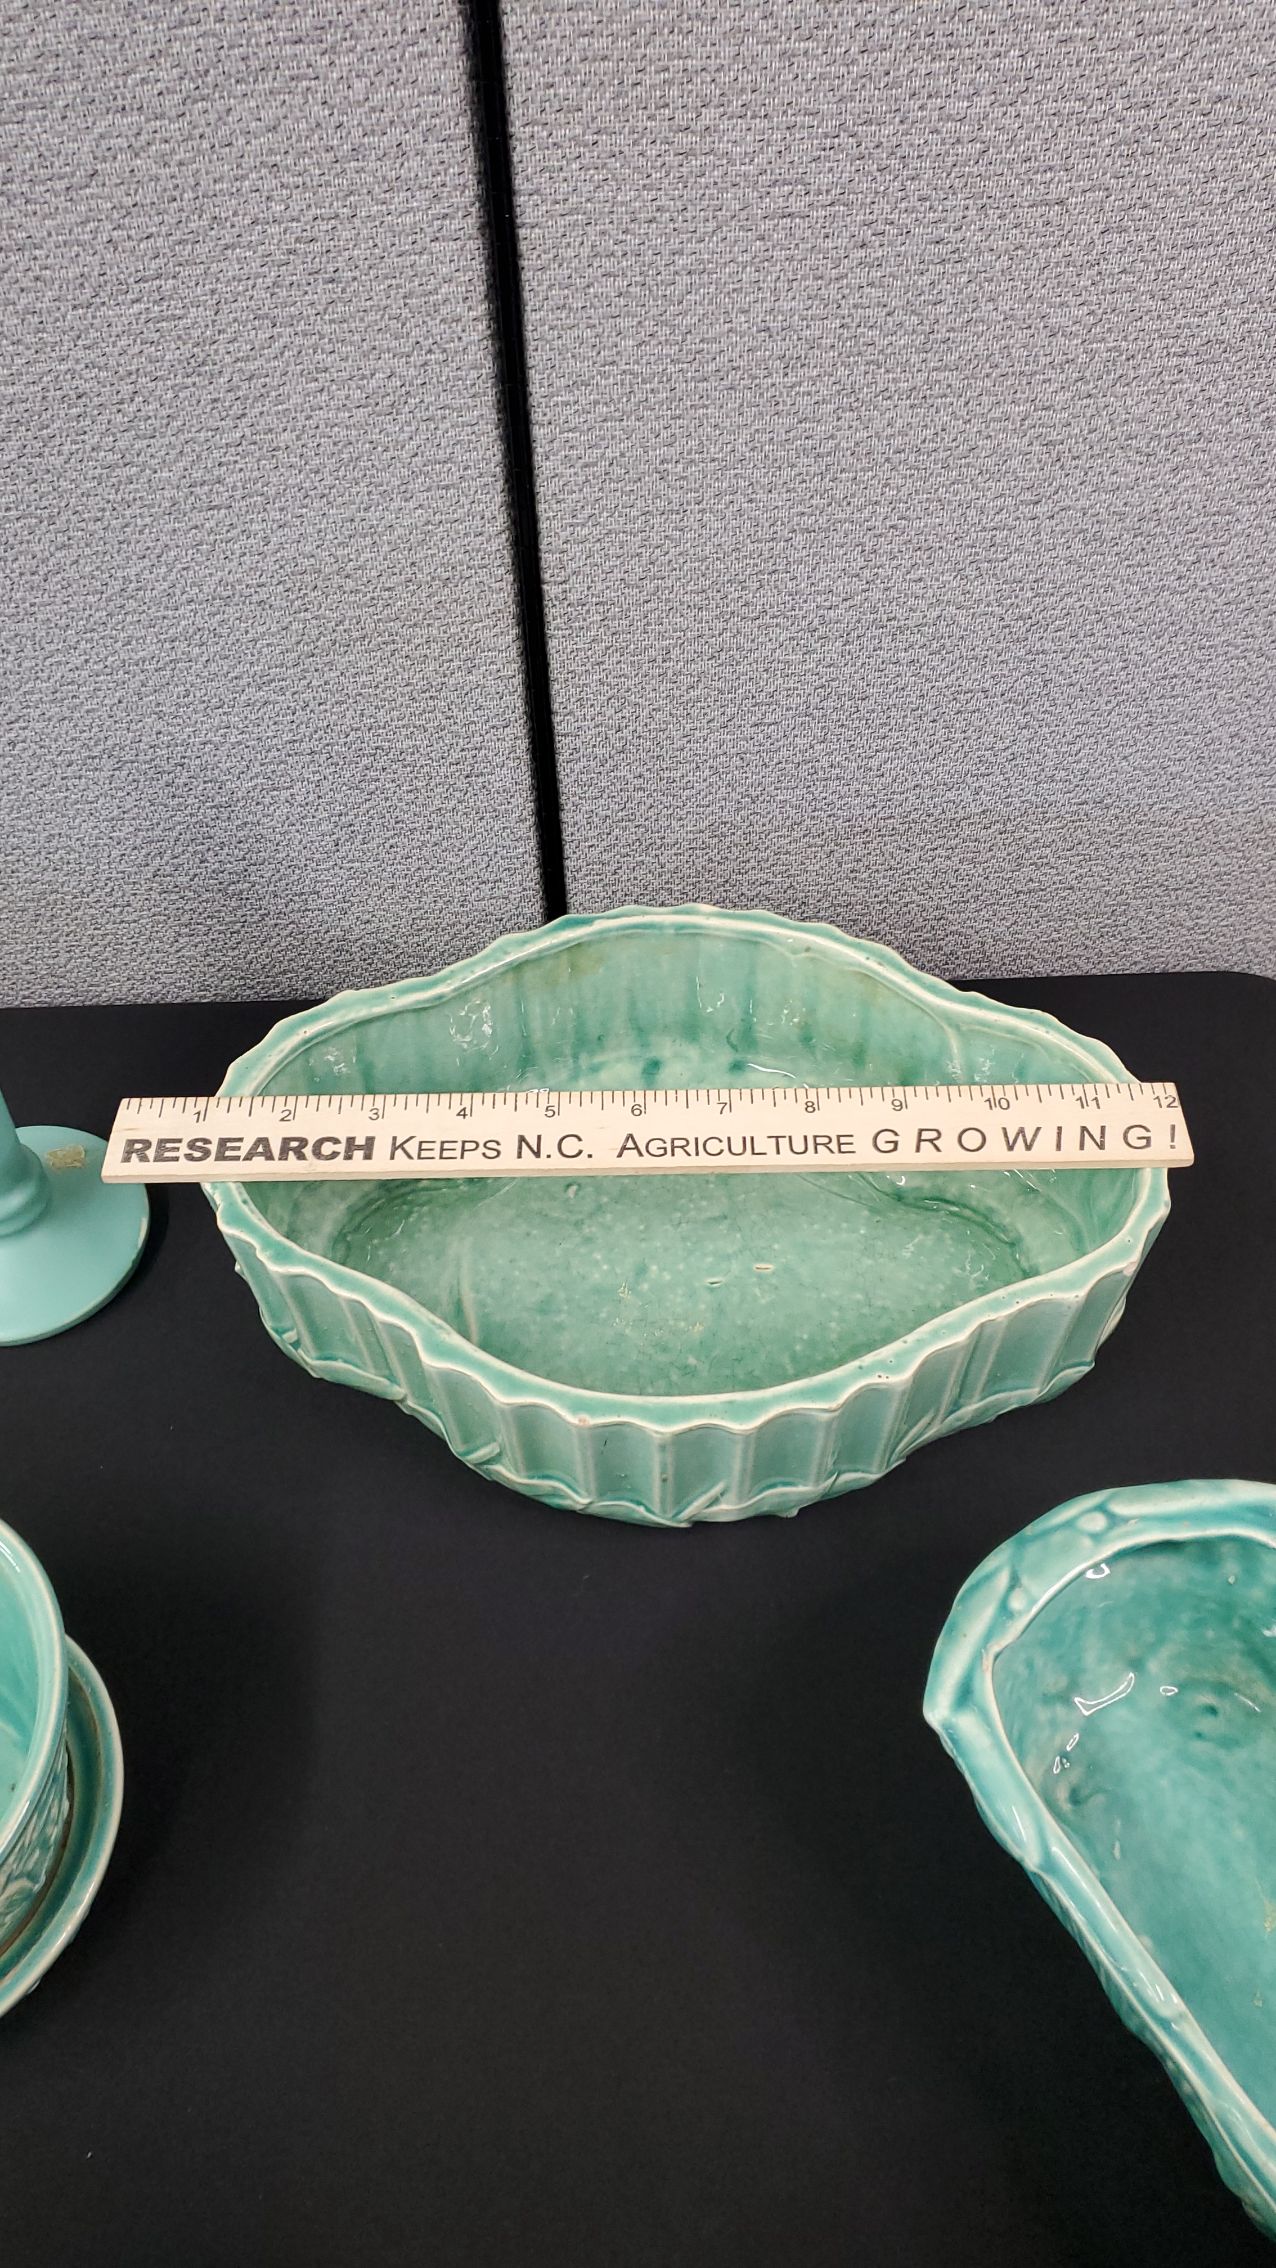 1 2 3 4 5 6 7 8 9 10 11 12
RESEARCH KEEPS N.C. AGRICULTURE GROWING!